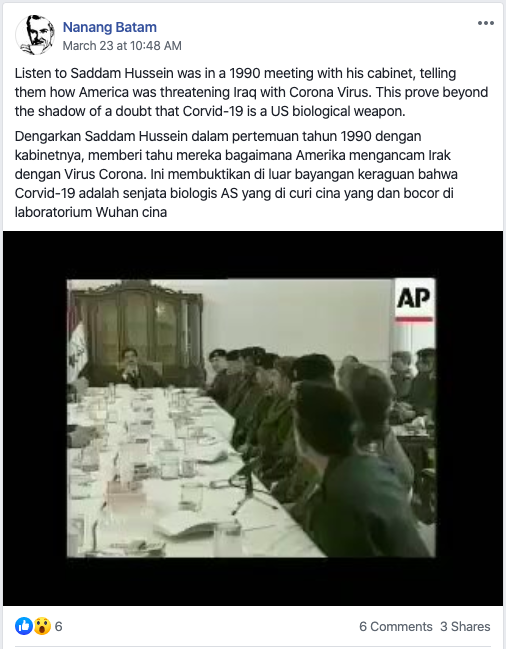 Nanang Batam
March 23 at 10:48 AM
Listen to Saddam Hussein was in a 1990 meeting with his cabinet, telling
them how America was threatening Iraq with Corona Virus. This prove beyond
the shadow of a doubt that Corvid-19 is a US biological weapon.
Dengarkan Saddam Hussein dalam pertemuan tahun 1990 dengan
kabinetnya, memberi tahu mereka bagaimana Amerika mengancam Irak
dengan Virus Corona. Ini membuktikan di luar bayangan keraguan bahwa
Corvid-19 adalah senjata biologis AS yang di curi cina yang dan bocor di
laboratorium Wuhan cina
AP
6
6 Comments 3 Shares